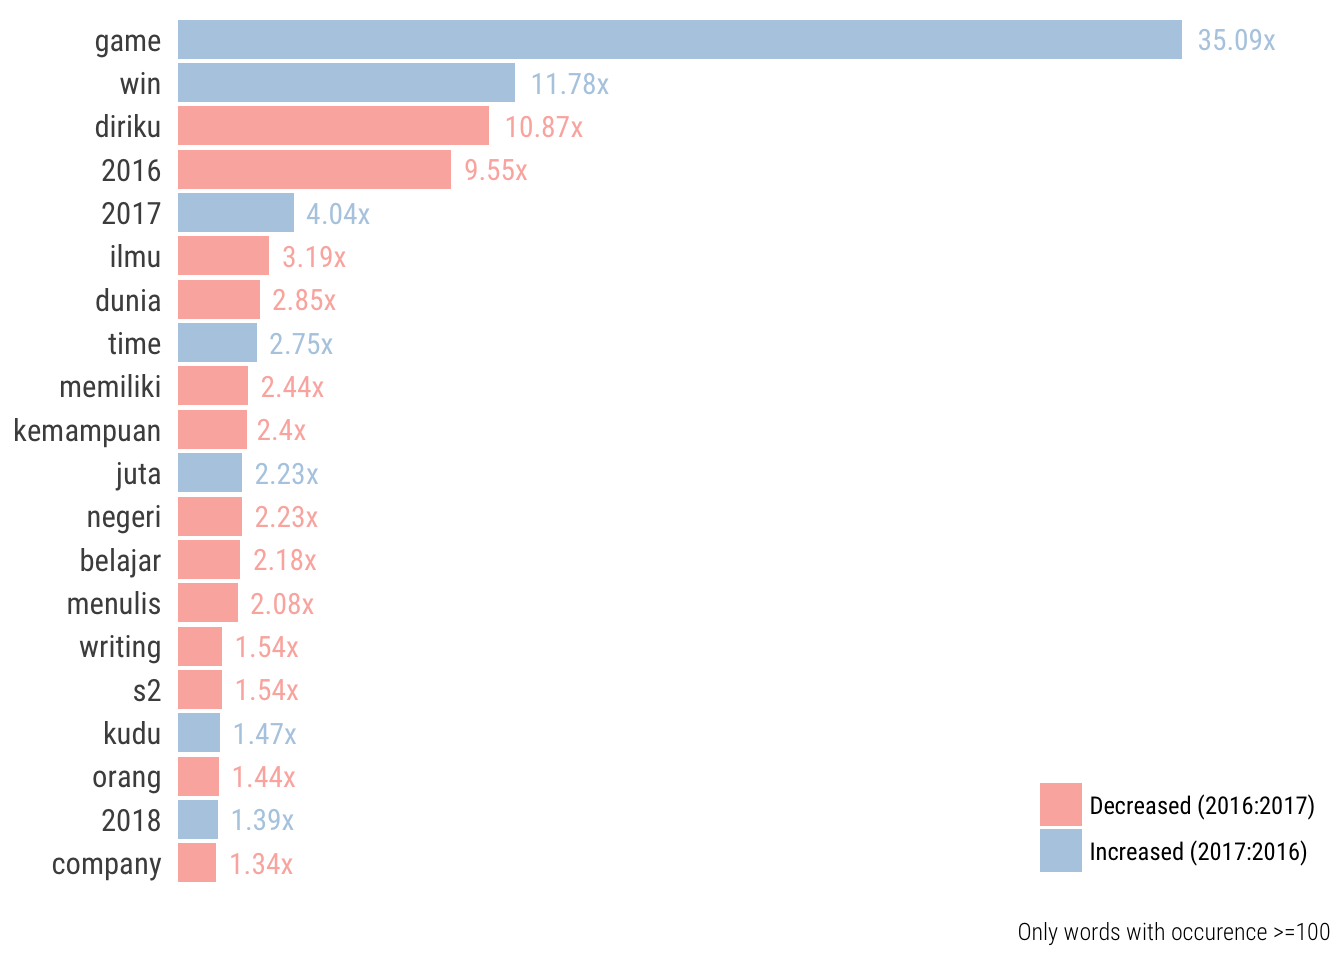 game 35.09x
win 11.78x
diriku 10.87x
2016 9.55x
2017 4.04x
ilmu 3.19x
dunia 2.85x
time 2.75x
memiliki 2.44x
kemampuan 2.4x
juta 2.23x
negeri 2.23x
belajar 2.18x
menulis 2.08x
writing 1.54x
s2 1.54x
kudu 1.47x
orang 1.44x
2018 1.39x
company 1.34x
Decreased (2016:2017)
Increased (2017:2016)
Only words with occurence >=100